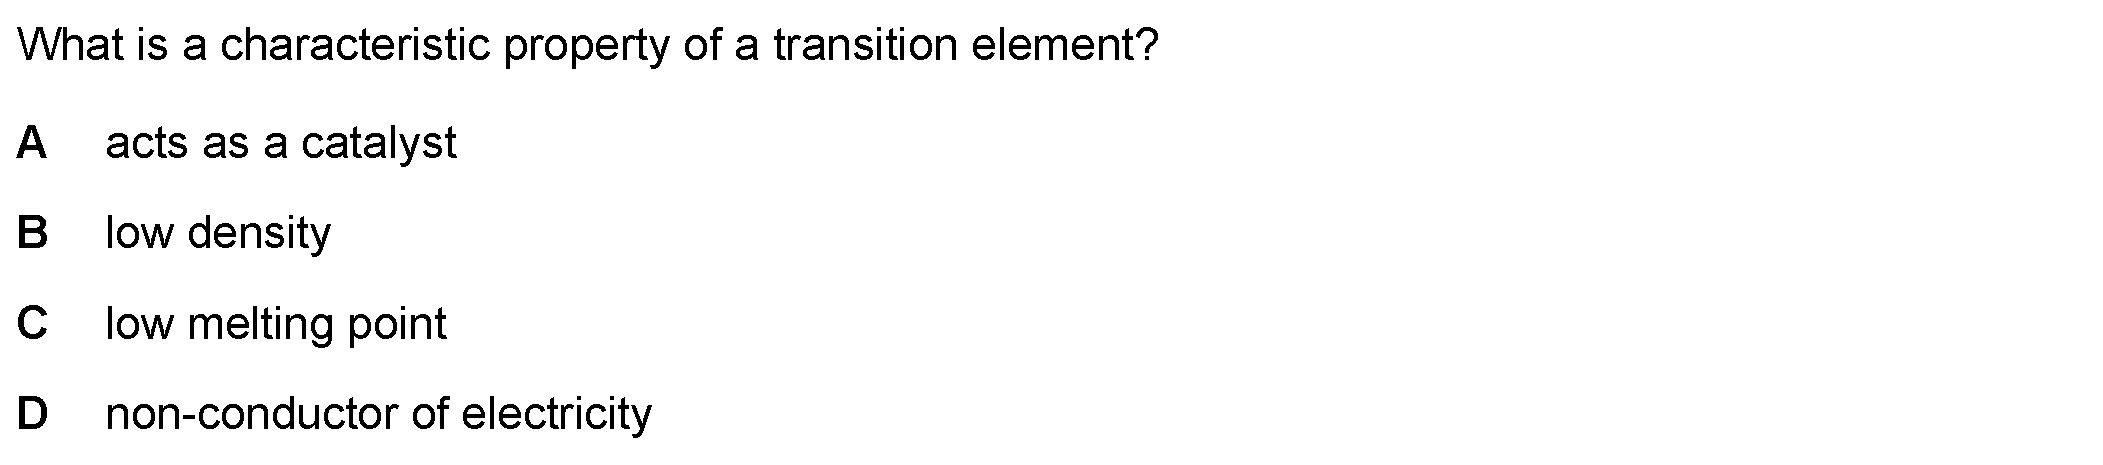 What is a characteristic property of a transition element?
A acts as a catalyst
B low density
C low melting point
D non-conductor of electricity